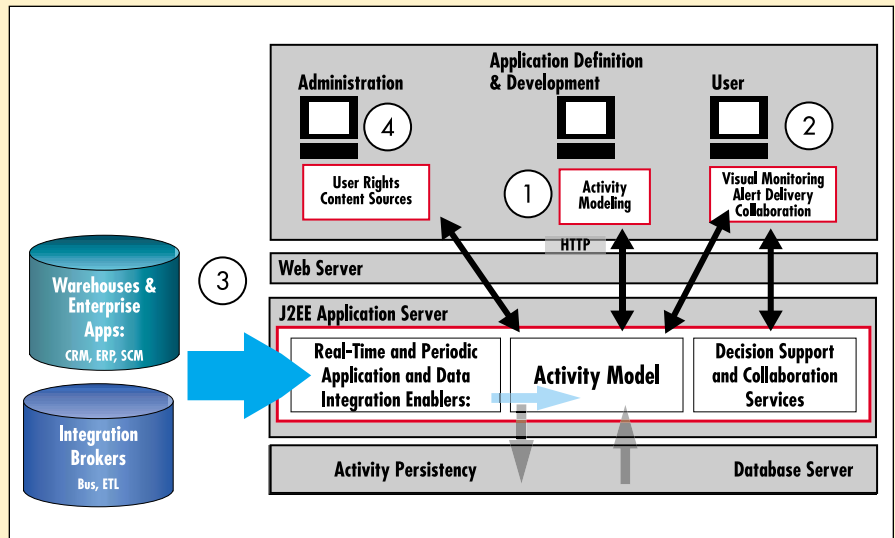 Application Definition
& Development
Administration
User
4
2
1
User Rights
Content Sources
Activity
Modeling
Visual Monitoring
Alert Delivery
Collaboration
HTTP
Web Server
3
Warehouses &
Enterprise
Apps:
CRM, ERP, SCM
J2EE Application Server
Real-Time and Periodic
Application and Data
Integration Enablers:
Activity Model
Decision Support
and Collaboration
Services
Integration
Brokers
Bus, ETL
Activity Persistency
Database Server